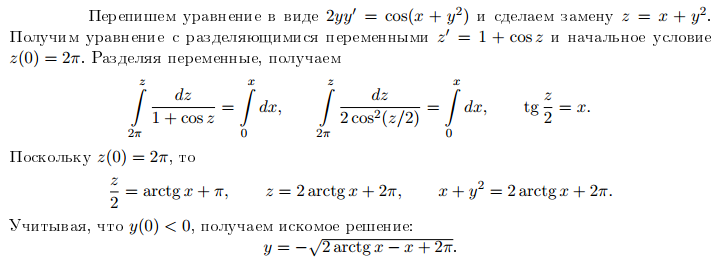 Перепишем уравнение в виде 2yy′ = cos(x + y²) и сделаем замену z = x + y².
Получим уравнение с разделяющимися переменными z′ = 1 + cos z и начальное условие
z(0) = 2π. Разделяя переменные, получаем
∫_{2π}^{z} dz/(1 + cos z) = ∫_{0}^{x} dx, ∫_{2π}^{z} dz/(2 cos²(z/2)) = ∫_{0}^{x} dx, tg z/2 = x.
Поскольку z(0) = 2π, то
z/2 = arctg x + π, z = 2 arctg x + 2π, x + y² = 2 arctg x + 2π.
Учитывая, что y(0) < 0, получаем искомое решение:
y = −√(2 arctg x − x + 2π).